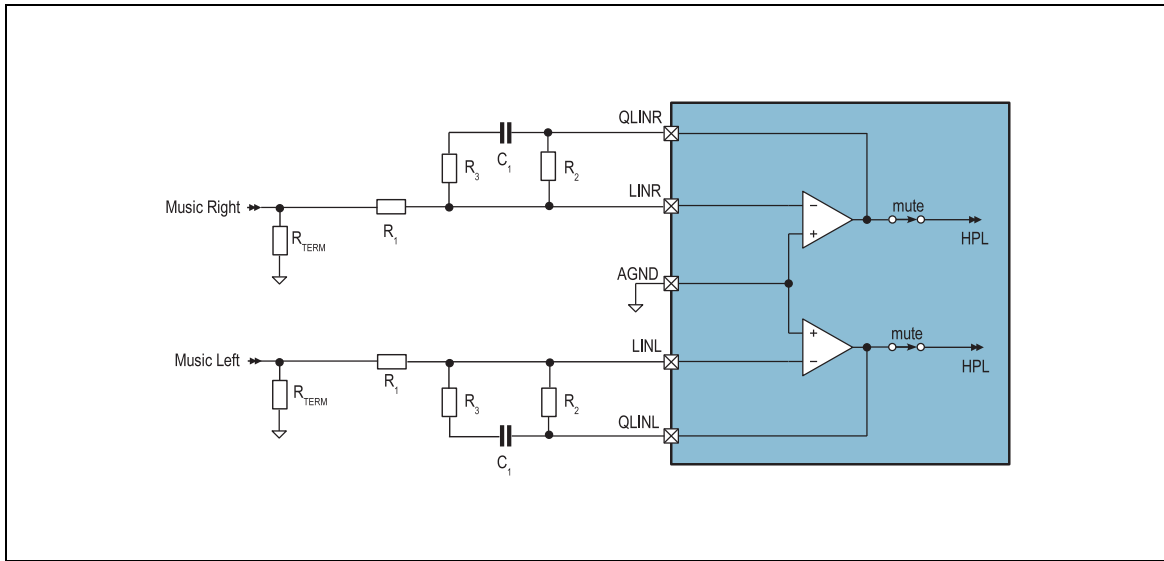 QLINR
C1
R3
R2
LINR
Music Right
R1
RTERM
mute
HPL
AGND
Music Left
R1
RTERM
LINL
R3
R2
C1
QLINL
mute
HPL
− + + −